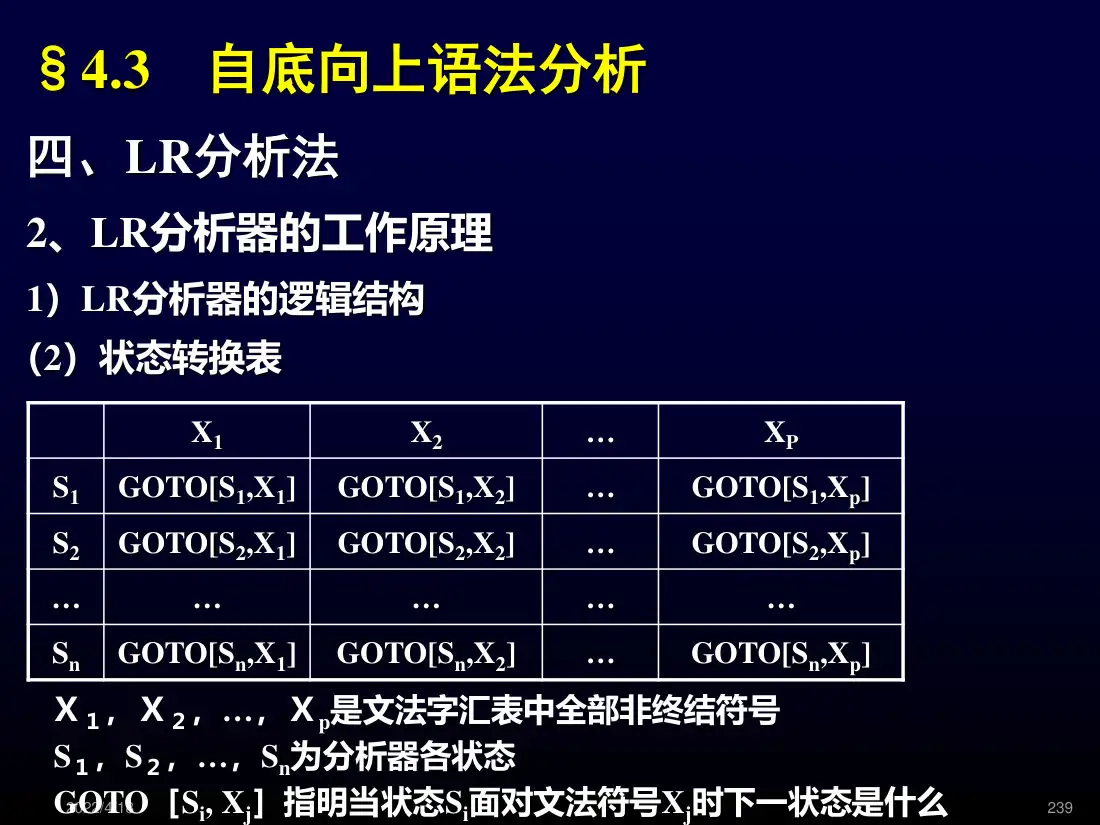 §4.3 自底向上语法分析
四、LR分析法
2、LR分析器的工作原理
1）LR分析器的逻辑结构
（2）状态转换表
X1 X2 … XP
S1 GOTO[S1,X1] GOTO[S1,X2] … GOTO[S1,Xp]
S2 GOTO[S2,X1] GOTO[S2,X2] … GOTO[S2,Xp]
… … … … …
Sn GOTO[Sn,X1] GOTO[Sn,X2] … GOTO[Sn,Xp]
X1，X2，…，Xp是文法字汇表中全部非终结符号
S1，S2，…，Sn为分析器各状态
GOTO［Si, Xj］指明当状态Si面对文法符号Xj时下一状态是什么
239